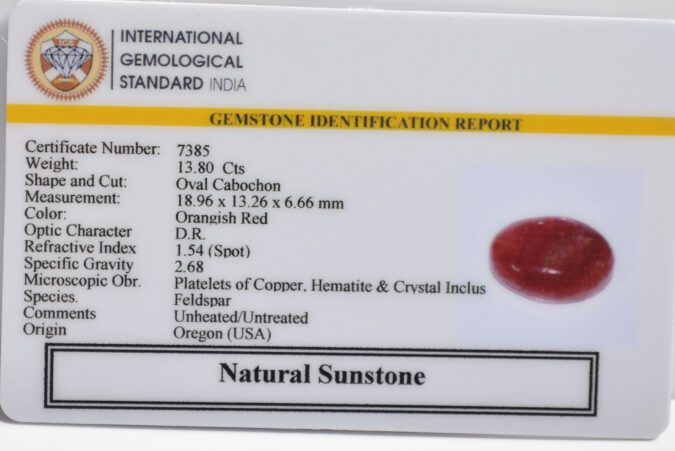 IGS
INTERNATIONAL
GEMOLOGICAL
STANDARD INDIA
GEMSTONE IDENTIFICATION REPORT
Certificate Number: 7385
Weight: 13.80 Cts
Shape and Cut: Oval Cabochon
Measurement: 18.96 x 13.26 x 6.66 mm
Color: Orangish Red
Optic Character D.R.
Refractive Index 1.54 (Spot)
Specific Gravity 2.68
Microscopic Obr. Platelets of Copper, Hematite & Crystal Inclus
Species. Feldspar
Comments Unheated/Untreated
Origin Oregon (USA)
Natural Sunstone